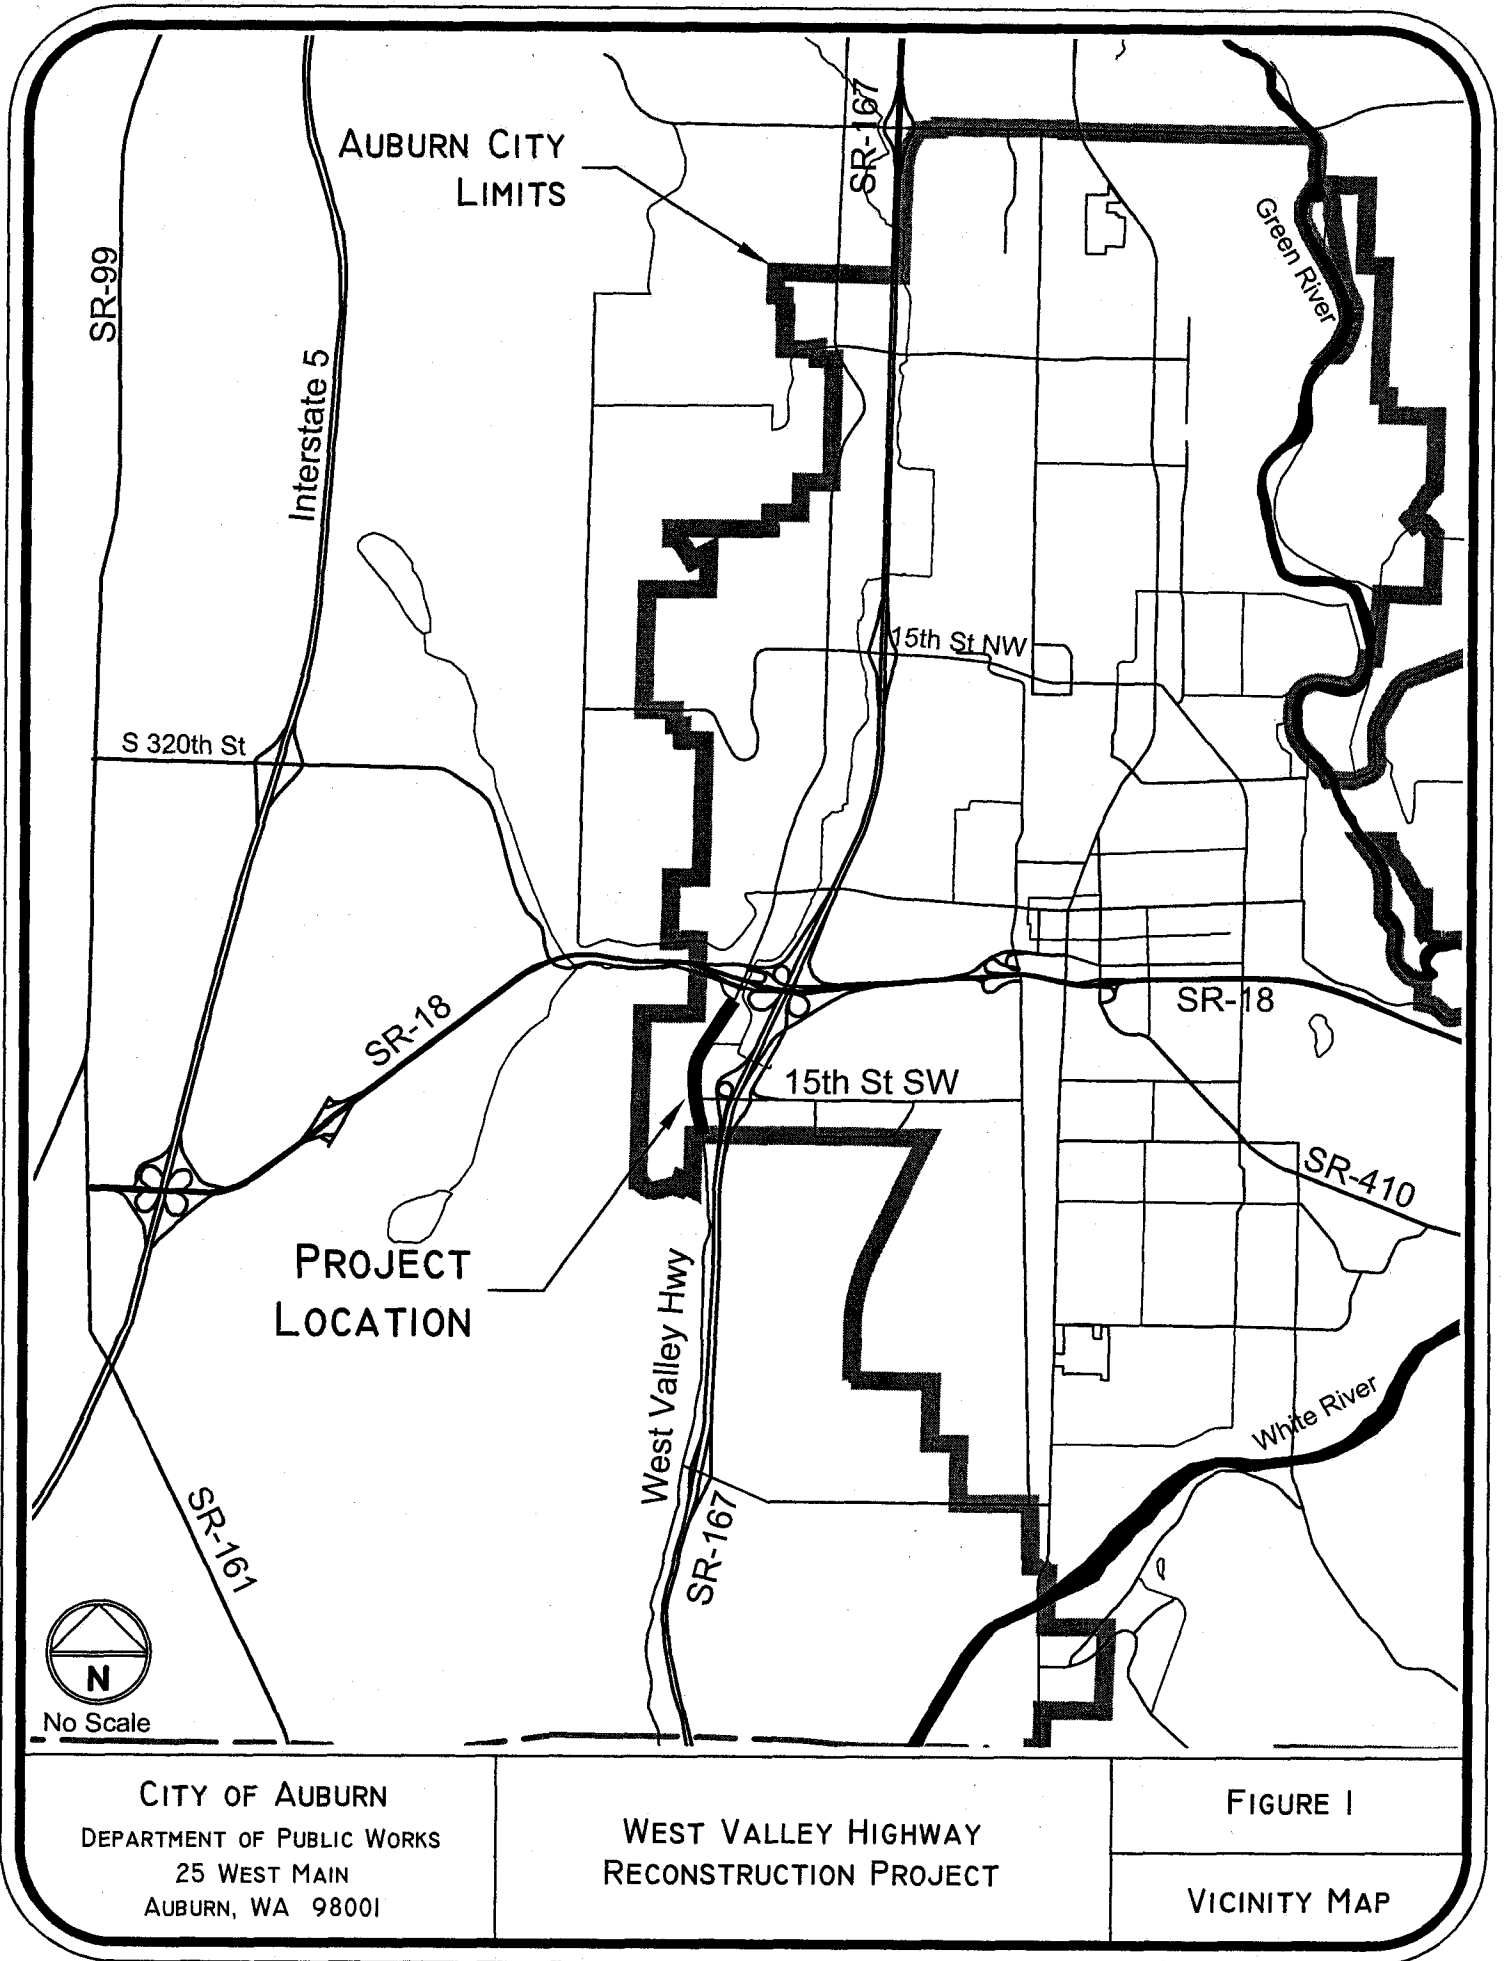 AUBURN CITY
LIMITS
SR-167
Green River
SR-99
Interstate 5
15th St NW
S 320th St
SR-18
SR-18
15th St SW
SR-410
PROJECT
LOCATION
West Valley Hwy
White River
SR-161
SR-167
N
No Scale
CITY OF AUBURN
DEPARTMENT OF PUBLIC WORKS
25 WEST MAIN
AUBURN, WA 98001
WEST VALLEY HIGHWAY
RECONSTRUCTION PROJECT
FIGURE 1
VICINITY MAP